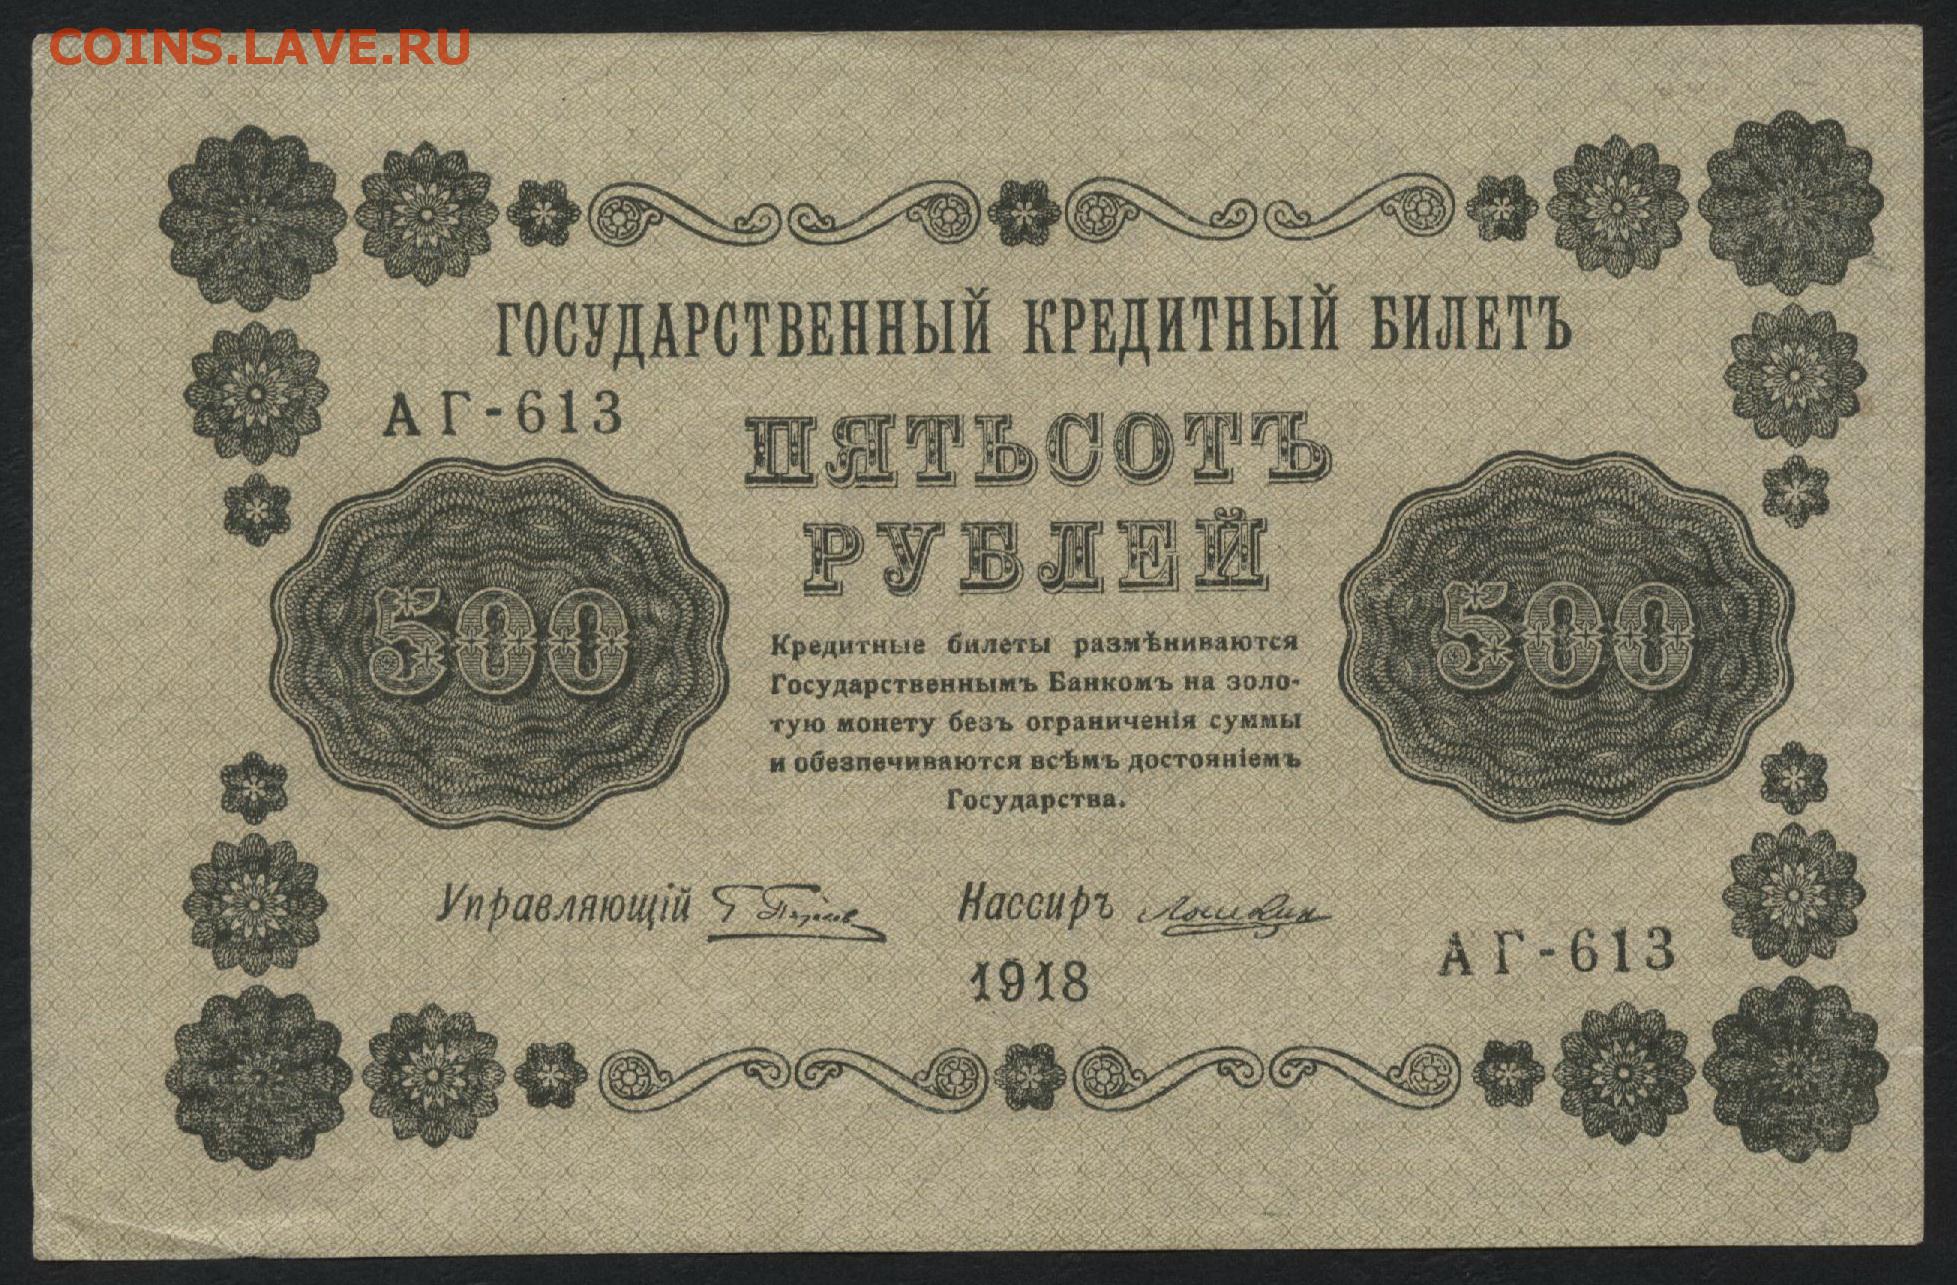 COINS.LAVE.RU
ГОСУДАРСТВЕННЫЙ КРЕДИТНЫЙ БИЛЕТЪ
АГ-613
ПЯТЬСОТЪ
РУБЛЕЙ
500
500
Кредитные билеты размѣниваются
Государственнымъ Банкомъ на золо-
тую монету безъ ограниченія суммы
и обезпечиваются всѣмъ достояніемъ
Государства.
Управляющій
Кассиръ
1918
АГ-613